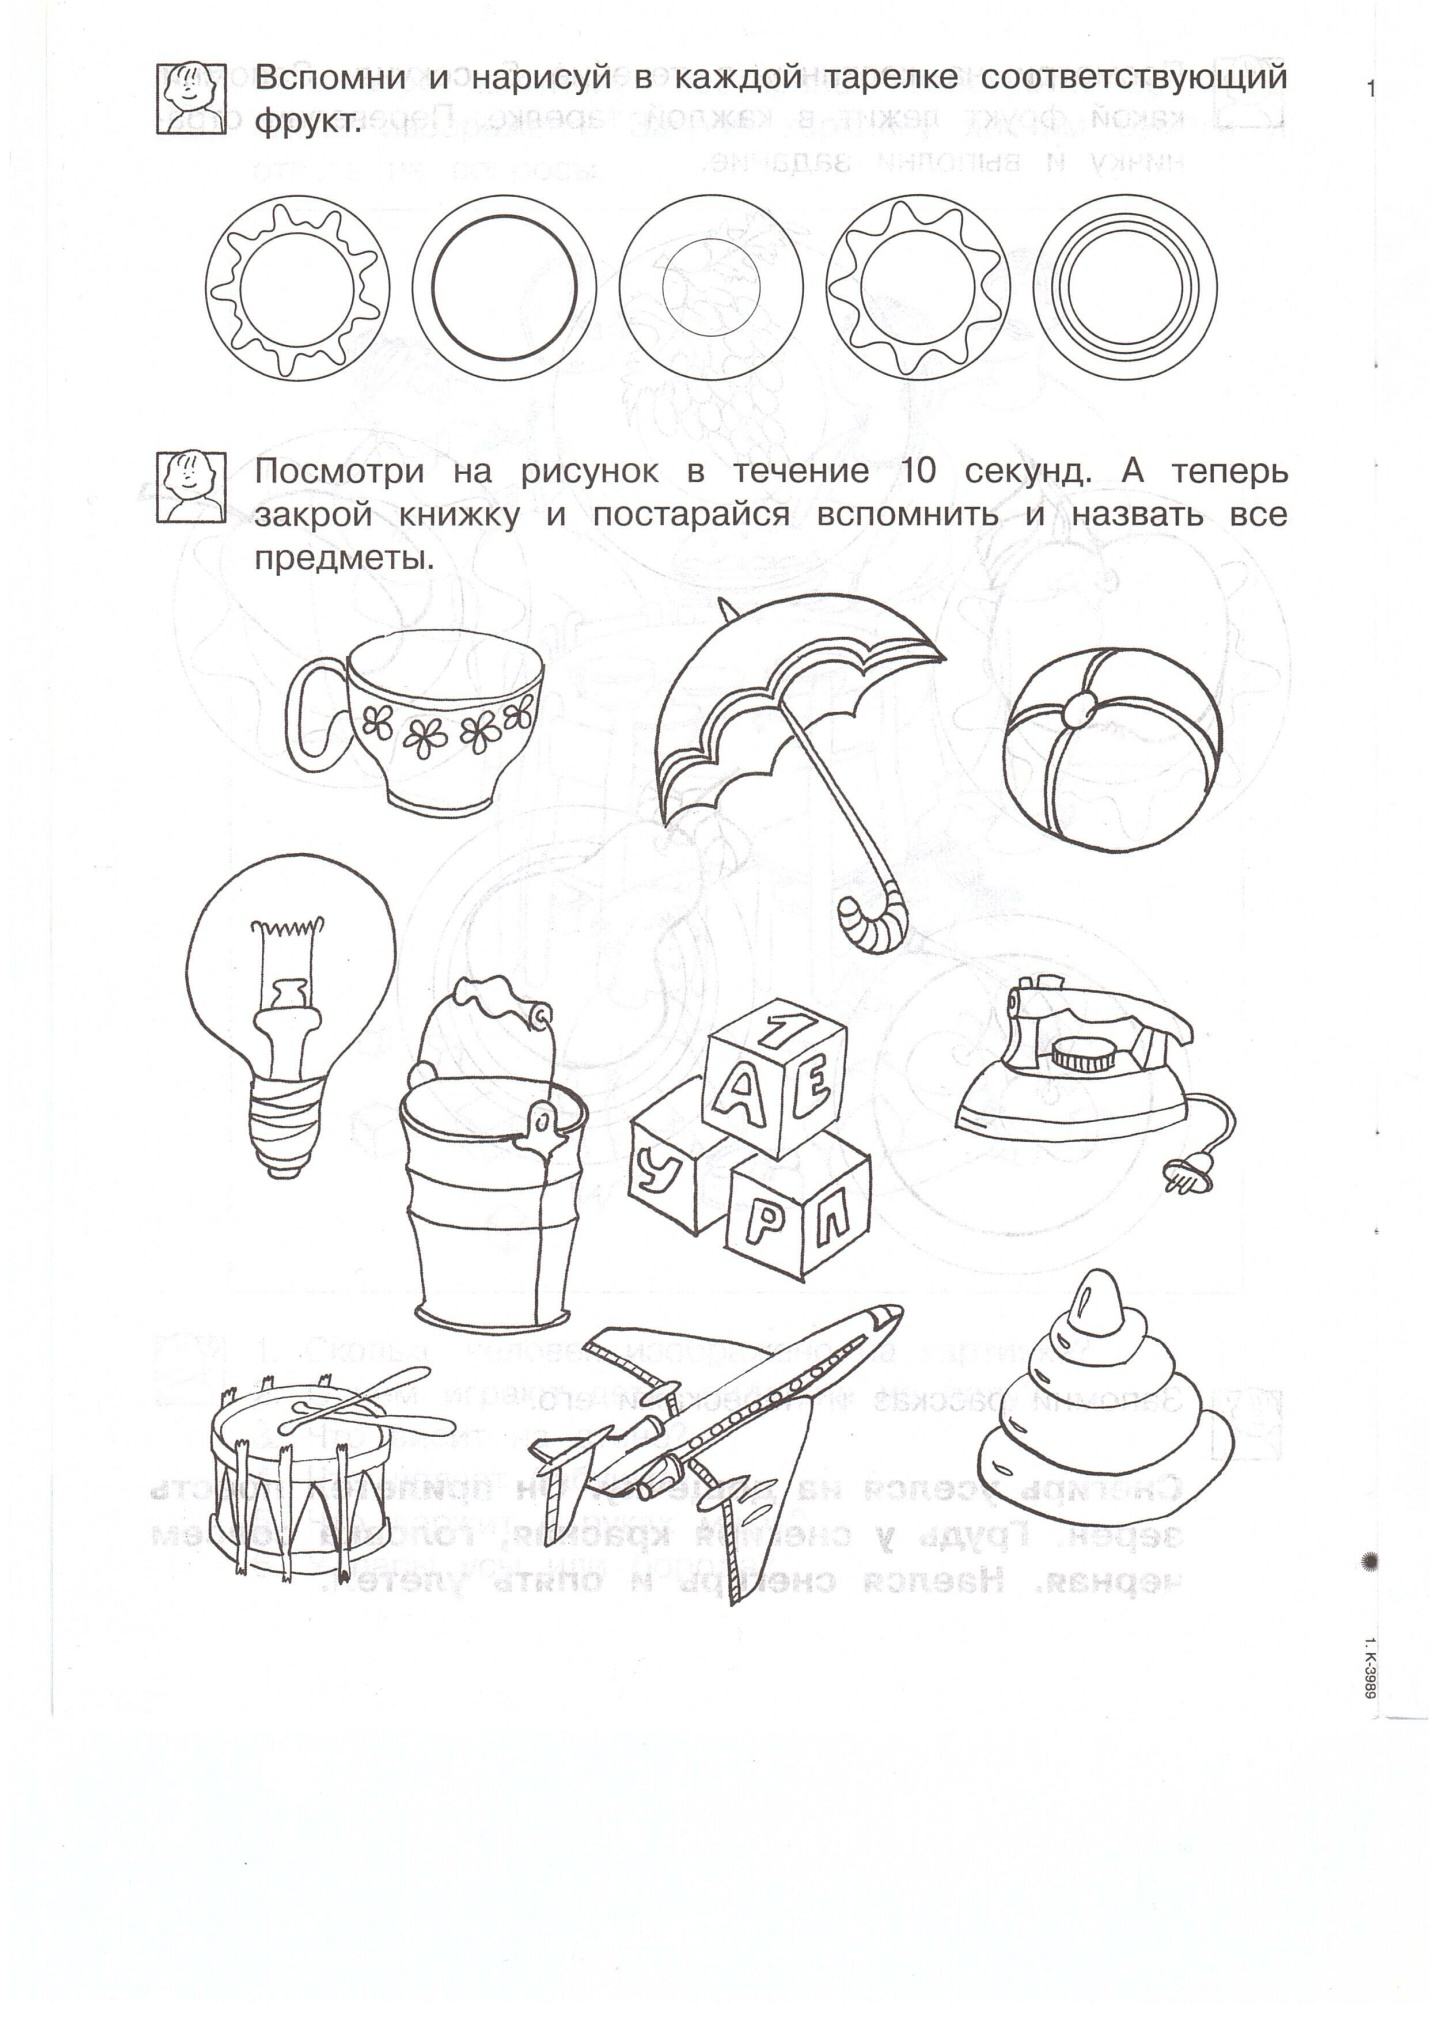 Вспомни и нарисуй в каждой тарелке соответствующий
фрукт.
1
Посмотри на рисунок в течение 10 секунд. А теперь
закрой книжку и постарайся вспомнить и назвать все
предметы.
1
А Е
У
Р Л
1. К-3989